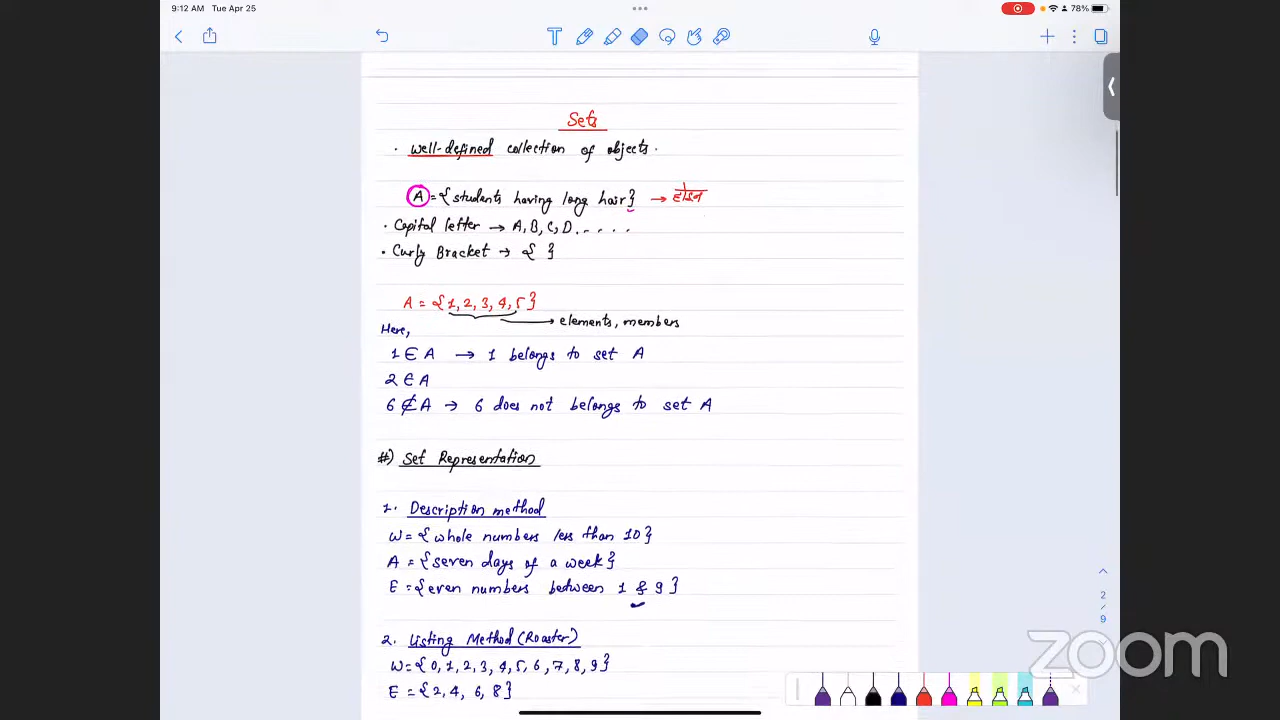 9:12 AM Tue Apr 25
78%
Sets
. well-defined collection of objects.
A = {students having long hair} →
. Capital letter → A, B, C, D......
. Curly Bracket → { }
A = {1, 2, 3, 4, 5}
→ elements, members
Here,
1 ∈ A → 1 belongs to set A
2 ∈ A
6 ∉ A → 6 does not belongs to set A
#) Set Representation
1. Description method
W = {whole numbers less than 10}
A = {seven days of a week}
E = {even numbers between 1 & 9}
2. Listing Method (Roaster)
W = {0, 1, 2, 3, 4, 5, 6, 7, 8, 9}
E = {2, 4, 6, 8}
2
/
9
zoom